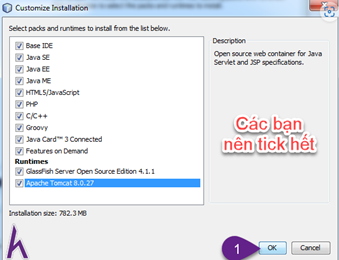 Customize Installation
Select packs and runtimes to install from the list below.
Base IDE
Java SE
Java EE
Java ME
HTML5/JavaScript
PHP
C/C++
Groovy
Java Card™ 3 Connected
Features on Demand
Runtimes
GlassFish Server Open Source Edition 4.1.1
Apache Tomcat 8.0.27
Description
Open source web container for Java
Servlet and JSP specifications.
Các bạn
nên tick hết
Installation size: 782.3 MB
1
OK
Cancel